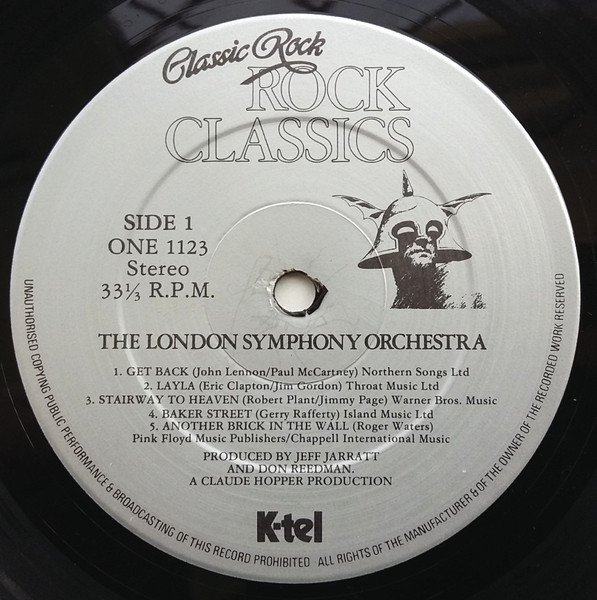 Classic Rock
ROCK
CLASSICS
SIDE 1
ONE 1123
Stereo
33⅓ R.P.M.
THE LONDON SYMPHONY ORCHESTRA
1. GET BACK (John Lennon/Paul McCartney) Northern Songs Ltd
2. LAYLA (Eric Clapton/Jim Gordon) Throat Music Ltd
3. STAIRWAY TO HEAVEN (Robert Plant/Jimmy Page) Warner Bros. Music
4. BAKER STREET (Gerry Rafferty) Island Music Ltd
5. ANOTHER BRICK IN THE WALL (Roger Waters)
Pink Floyd Music Publishers/Chappell International Music
PRODUCED BY JEFF JARRATT
AND DON REEDMAN.
A CLAUDE HOPPER PRODUCTION
K-tel
UNAUTHORISED COPYING PUBLIC PERFORMANCE & BROADCASTING OF THIS RECORD PROHIBITED ALL RIGHTS OF THE MANUFACTURER & OF THE OWNER OF THE RECORDED WORK RESERVED